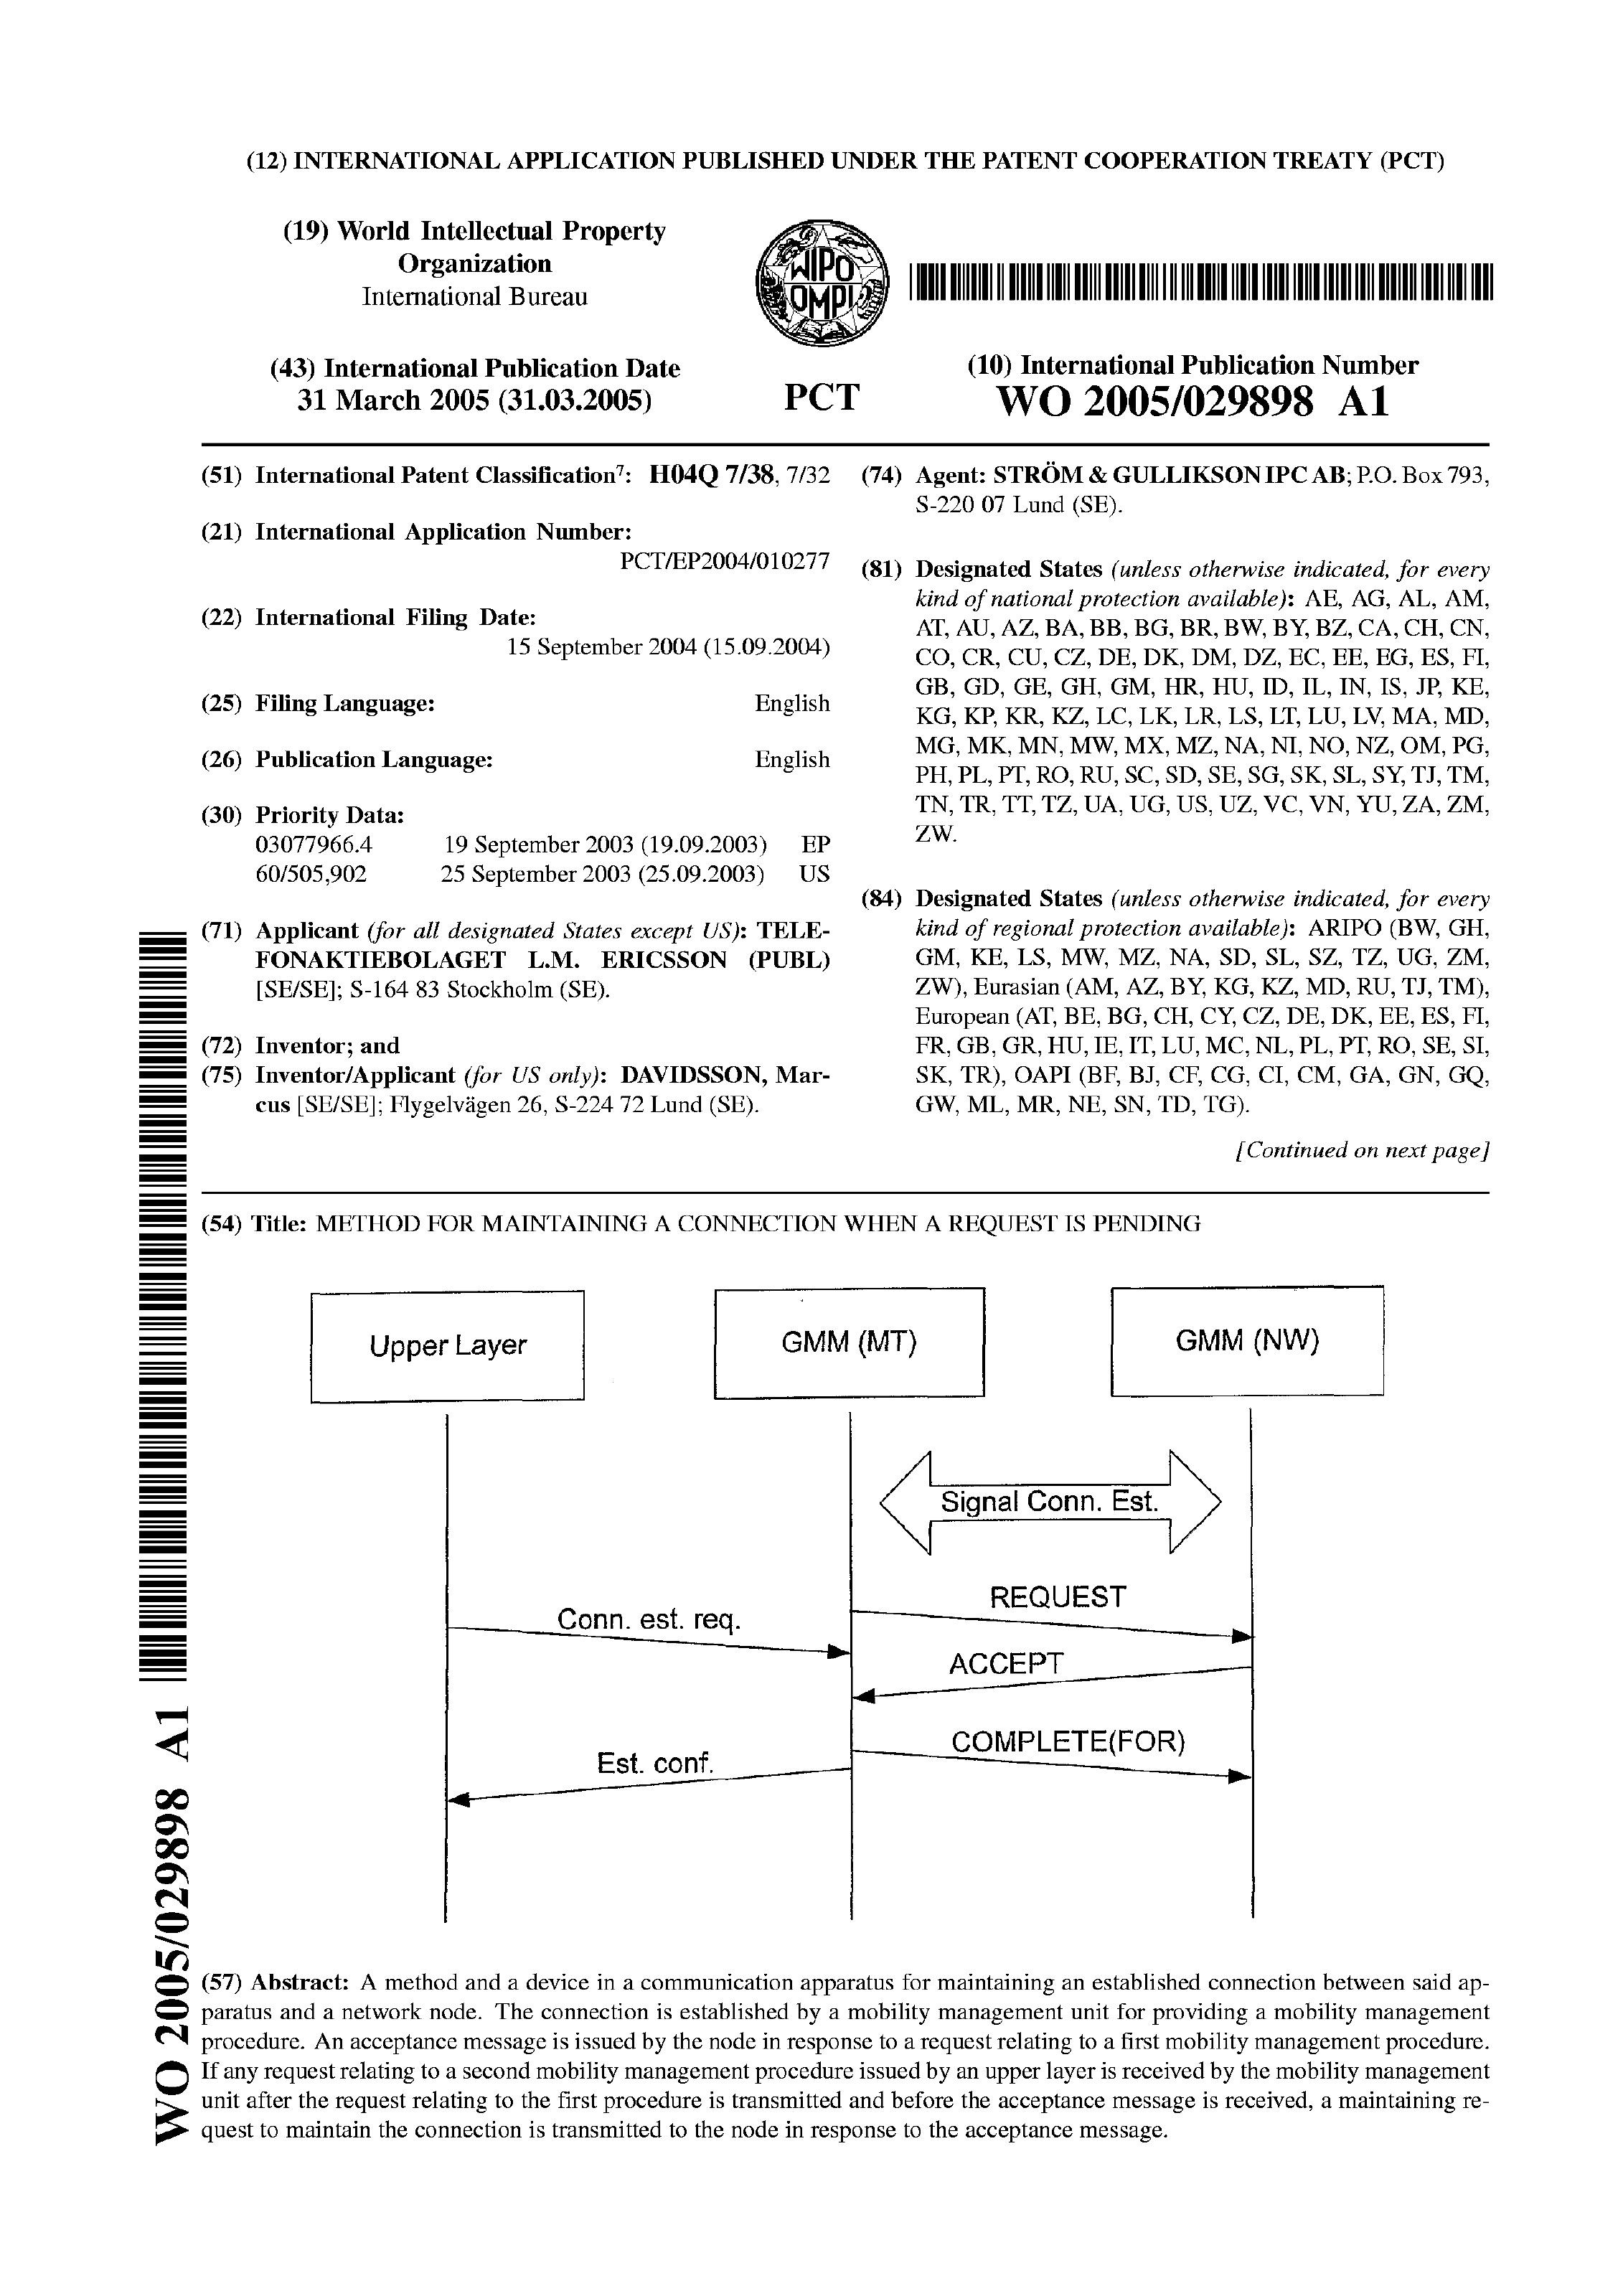 (12) INTERNATIONAL APPLICATION PUBLISHED UNDER THE PATENT COOPERATION TREATY (PCT)
(19) World Intellectual Property
Organization
International Bureau
WIPO
OMPI
(43) International Publication Date
31 March 2005 (31.03.2005)
PCT
(10) International Publication Number
WO 2005/029898 A1
(51) International Patent Classification7: H04Q 7/38, 7/32
(21) International Application Number:
PCT/EP2004/010277
(22) International Filing Date:
15 September 2004 (15.09.2004)
(25) Filing Language: English
(26) Publication Language: English
(30) Priority Data:
03077966.4 19 September 2003 (19.09.2003) EP
60/505,902 25 September 2003 (25.09.2003) US
(71) Applicant (for all designated States except US): TELE-
FONAKTIEBOLAGET L.M. ERICSSON (PUBL)
[SE/SE]; S-164 83 Stockholm (SE).
(72) Inventor; and
(75) Inventor/Applicant (for US only): DAVIDSSON, Mar-
cus [SE/SE]; Flygelvägen 26, S-224 72 Lund (SE).
(74) Agent: STRÖM & GULLIKSON IPC AB; P.O. Box 793,
S-220 07 Lund (SE).
(81) Designated States (unless otherwise indicated, for every
kind of national protection available): AE, AG, AL, AM,
AT, AU, AZ, BA, BB, BG, BR, BW, BY, BZ, CA, CH, CN,
CO, CR, CU, CZ, DE, DK, DM, DZ, EC, EE, EG, ES, FI,
GB, GD, GE, GH, GM, HR, HU, ID, IL, IN, IS, JP, KE,
KG, KP, KR, KZ, LC, LK, LR, LS, LT, LU, LV, MA, MD,
MG, MK, MN, MW, MX, MZ, NA, NI, NO, NZ, OM, PG,
PH, PL, PT, RO, RU, SC, SD, SE, SG, SK, SL, SY, TJ, TM,
TN, TR, TT, TZ, UA, UG, US, UZ, VC, VN, YU, ZA, ZM,
ZW.
(84) Designated States (unless otherwise indicated, for every
kind of regional protection available): ARIPO (BW, GH,
GM, KE, LS, MW, MZ, NA, SD, SL, SZ, TZ, UG, ZM,
ZW), Eurasian (AM, AZ, BY, KG, KZ, MD, RU, TJ, TM),
European (AT, BE, BG, CH, CY, CZ, DE, DK, EE, ES, FI,
FR, GB, GR, HU, IE, IT, LU, MC, NL, PL, PT, RO, SE, SI,
SK, TR), OAPI (BF, BJ, CF, CG, CI, CM, GA, GN, GQ,
GW, ML, MR, NE, SN, TD, TG).
[Continued on next page]
(54) Title: METHOD FOR MAINTAINING A CONNECTION WHEN A REQUEST IS PENDING
Upper Layer
GMM (MT)
GMM (NW)
Signal Conn. Est.
REQUEST
Conn. est. req.
ACCEPT
COMPLETE(FOR)
Est. conf.
(57) Abstract: A method and a device in a communication apparatus for maintaining an established connection between said ap-
paratus and a network node. The connection is established by a mobility management unit for providing a mobility management
procedure. An acceptance message is issued by the node in response to a request relating to a first mobility management procedure.
If any request relating to a second mobility management procedure issued by an upper layer is received by the mobility management
unit after the request relating to the first procedure is transmitted and before the acceptance message is received, a maintaining re-
quest to maintain the connection is transmitted to the node in response to the acceptance message.
WO 2005/029898 A1